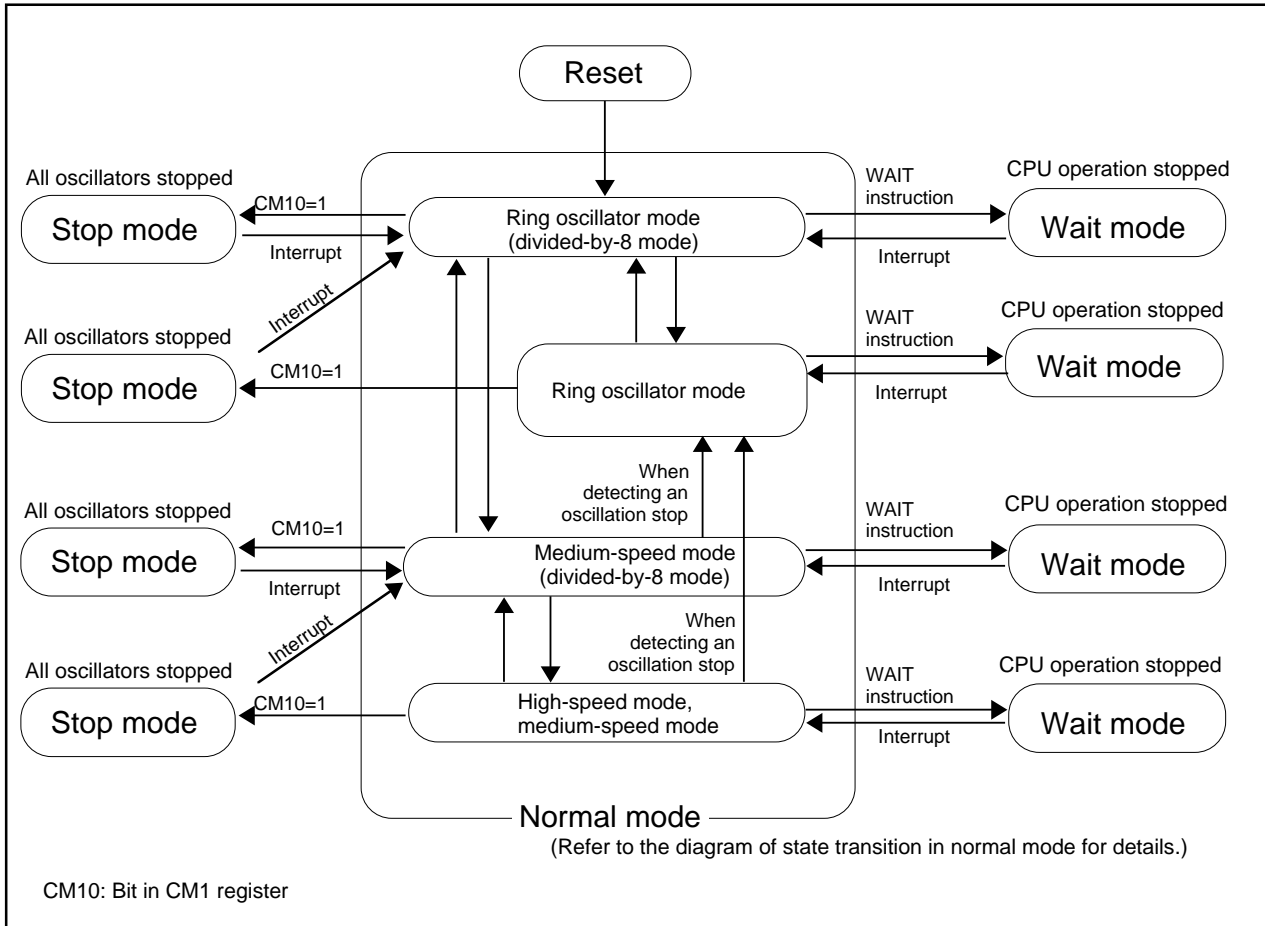 Reset
All oscillators stopped
Stop mode
CM10=1
Interrupt
Ring oscillator mode
(divided-by-8 mode)
WAIT
instruction
Interrupt
CPU operation stopped
Wait mode
Interrupt
All oscillators stopped
Stop mode
CM10=1
Ring oscillator mode
WAIT
instruction
Interrupt
CPU operation stopped
Wait mode
When
detecting an
oscillation stop
All oscillators stopped
Stop mode
CM10=1
Interrupt
Medium-speed mode
(divided-by-8 mode)
WAIT
instruction
Interrupt
CPU operation stopped
Wait mode
Interrupt
When
detecting an
oscillation stop
All oscillators stopped
Stop mode
CM10=1
High-speed mode,
medium-speed mode
WAIT
instruction
Interrupt
CPU operation stopped
Wait mode
Normal mode
(Refer to the diagram of state transition in normal mode for details.)
CM10: Bit in CM1 register